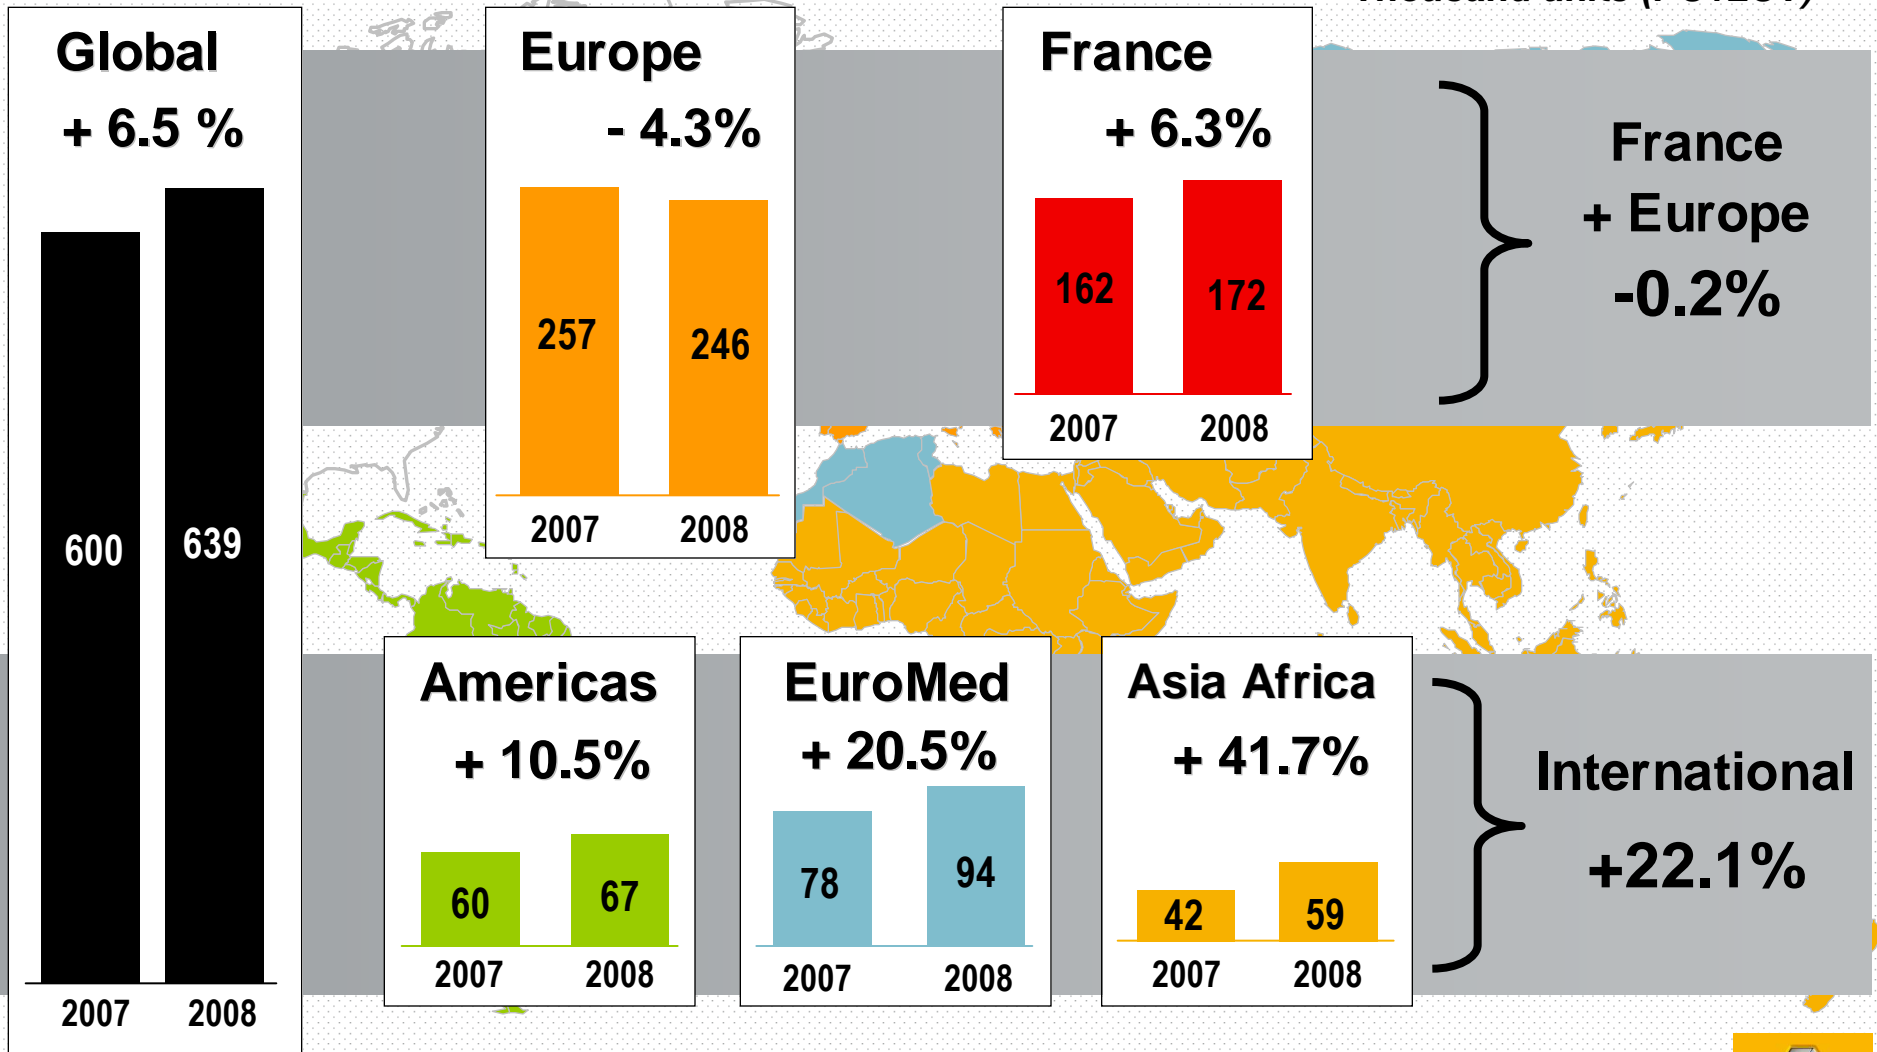 Global
+ 6.5 %
600
639
2007 2008
Europe
- 4.3%
257
246
2007 2008
France
+ 6.3%
162
172
2007 2008
France
+ Europe
-0.2%
Americas
+ 10.5%
60
67
2007 2008
EuroMed
+ 20.5%
78
94
2007 2008
Asia Africa
+ 41.7%
42
59
2007 2008
International
+22.1%